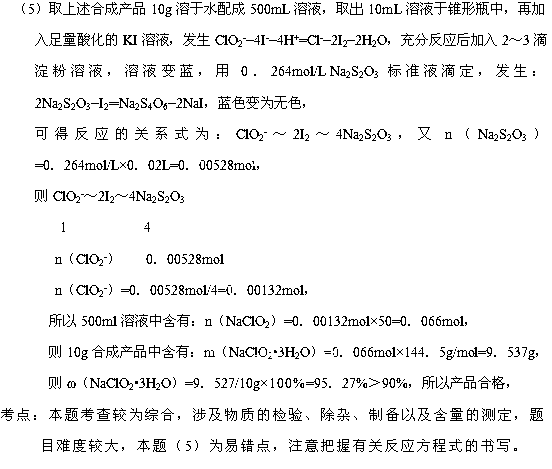 （5）取上述合成产品 10g 溶于水配成 500mL 溶液，取出 10mL 溶液于锥形瓶中，再加
入足量酸化的 KI 溶液，发生 ClO₂⁻−4I⁻−4H⁺═Cl⁻−2I₂−2H₂O，充分反应后加入 2～3 滴
淀粉溶液，溶液变蓝，用 0．264mol/L Na₂S₂O₃ 标准液滴定，发生：
2Na₂S₂O₃−I₂═Na₂S₄O₆−2NaI，蓝色变为无色，
可得反应的关系式为：ClO₂⁻～2I₂～4Na₂S₂O₃，又 n（Na₂S₂O₃）
=0．264mol/L×0．02L=0．00528mol，
则 ClO₂⁻～2I₂～4Na₂S₂O₃
1 4
n（ClO₂⁻） 0．00528mol
n（ClO₂⁻）=0．00528mol/4=0．00132mol，
所以 500ml 溶液中含有：n（NaClO₂）=0．00132mol×50=0．066mol，
则 10g 合成产品中含有：m（NaClO₂•3H₂O）=0．066mol×144．5g/mol=9．537g，
则 ω（NaClO₂•3H₂O）=9．527/10g×100%=95．27%＞90%，所以产品合格，
考点：本题考查较为综合，涉及物质的检验、除杂、制备以及含量的测定，题
目难度较大，本题（5）为易错点，注意把握有关反应方程式的书写。